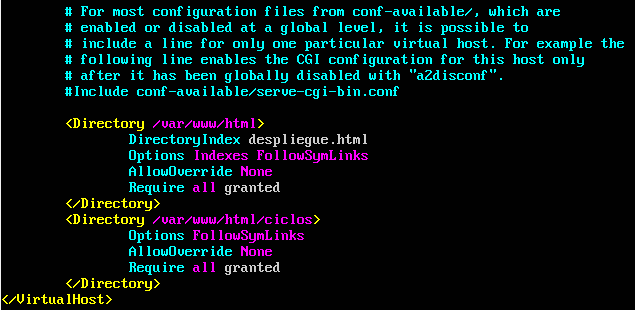 # For most configuration files from conf-available/, which are
# enabled or disabled at a global level, it is possible to
# include a line for only one particular virtual host. For example the
# following line enables the CGI configuration for this host only
# after it has been globally disabled with "a2disconf".
#Include conf-available/serve-cgi-bin.conf
<Directory /var/www/html>
DirectoryIndex despliegue.html
Options Indexes FollowSymLinks
AllowOverride None
Require all granted
</Directory>
<Directory /var/www/html/ciclos>
Options FollowSymLinks
AllowOverride None
Require all granted
</Directory>
</VirtualHost>